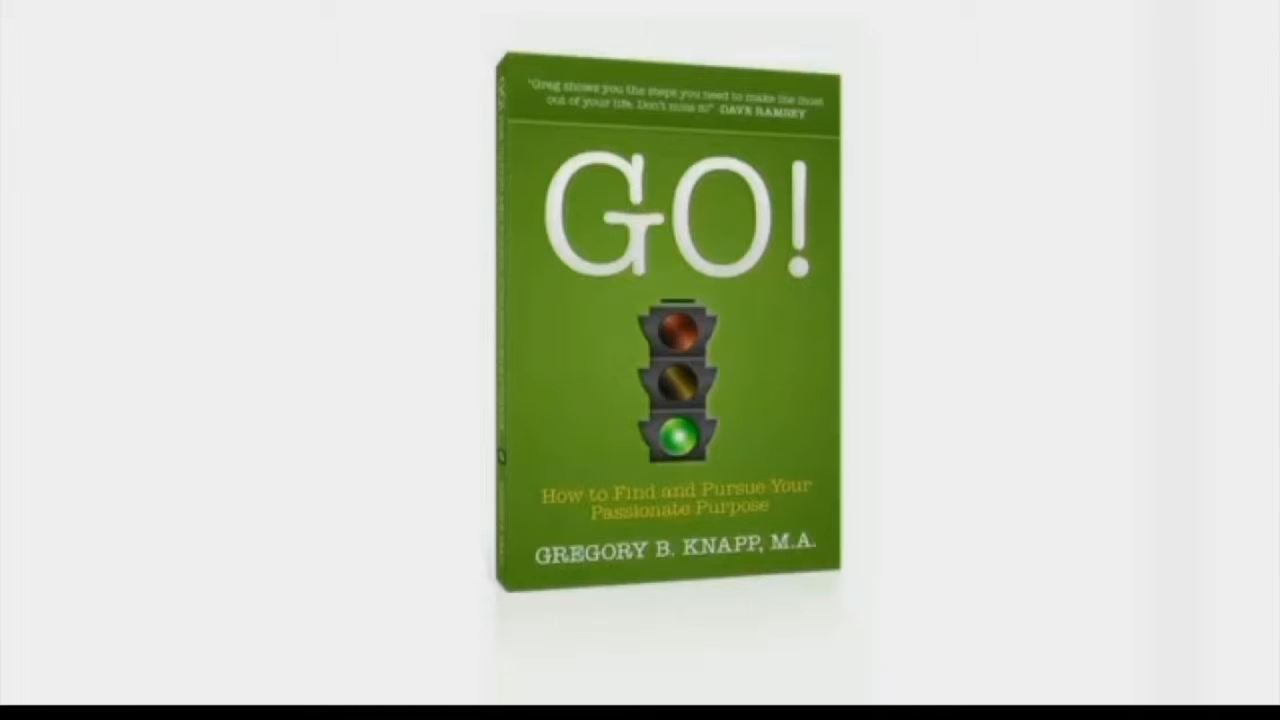 "Greg shows you the steps you need to make the most
out of your life. Don't miss it!" DAVE RAMSEY
GO!
How to Find and Pursue Your
Passionate Purpose
GREGORY B. KNAPP, M.A.